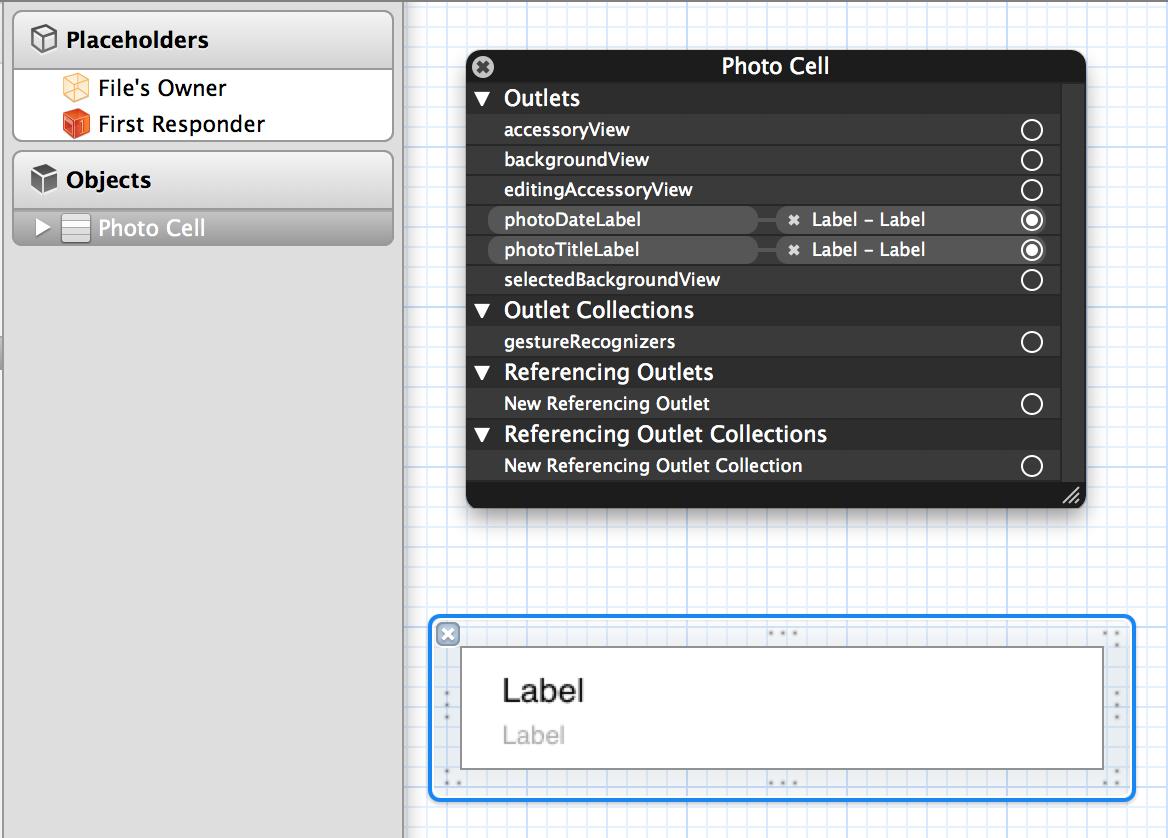 Placeholders
File's Owner
First Responder
Objects
Photo Cell
Photo Cell
Outlets
accessoryView
backgroundView
editingAccessoryView
photoDateLabel Label – Label
photoTitleLabel Label – Label
selectedBackgroundView
Outlet Collections
gestureRecognizers
Referencing Outlets
New Referencing Outlet
Referencing Outlet Collections
New Referencing Outlet Collection
Label
Label